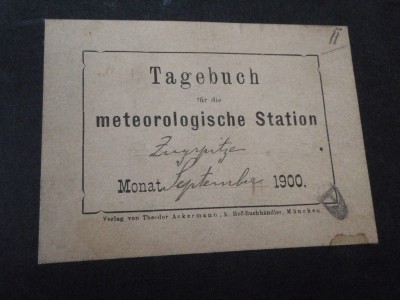 II
Tagebuch
für die
meteorologische Station
Zugspitze
Monat September 1900.
Verlag von Theodor Ackermann, k. Hof-Buchhändler, München.